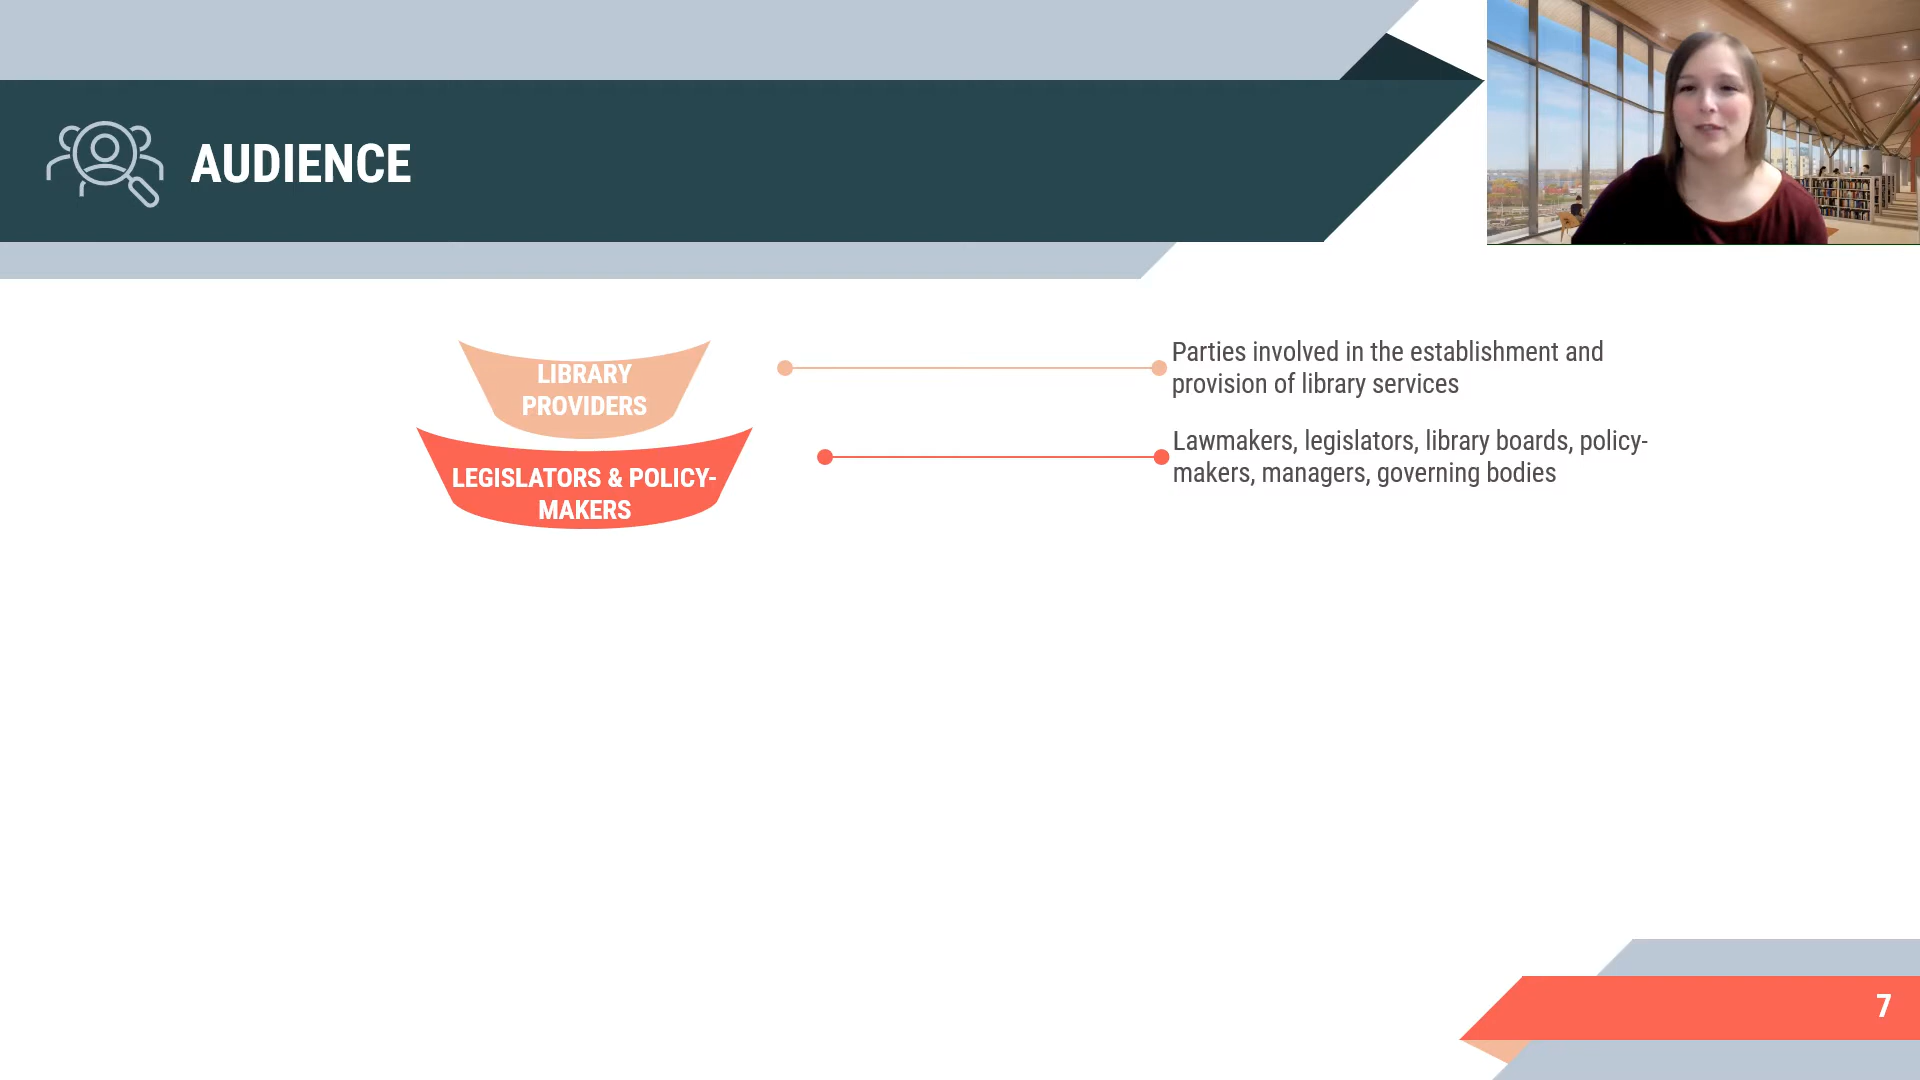 AUDIENCE
LIBRARY
PROVIDERS
Parties involved in the establishment and
provision of library services
LEGISLATORS & POLICY-
MAKERS
Lawmakers, legislators, library boards, policy-
makers, managers, governing bodies
7